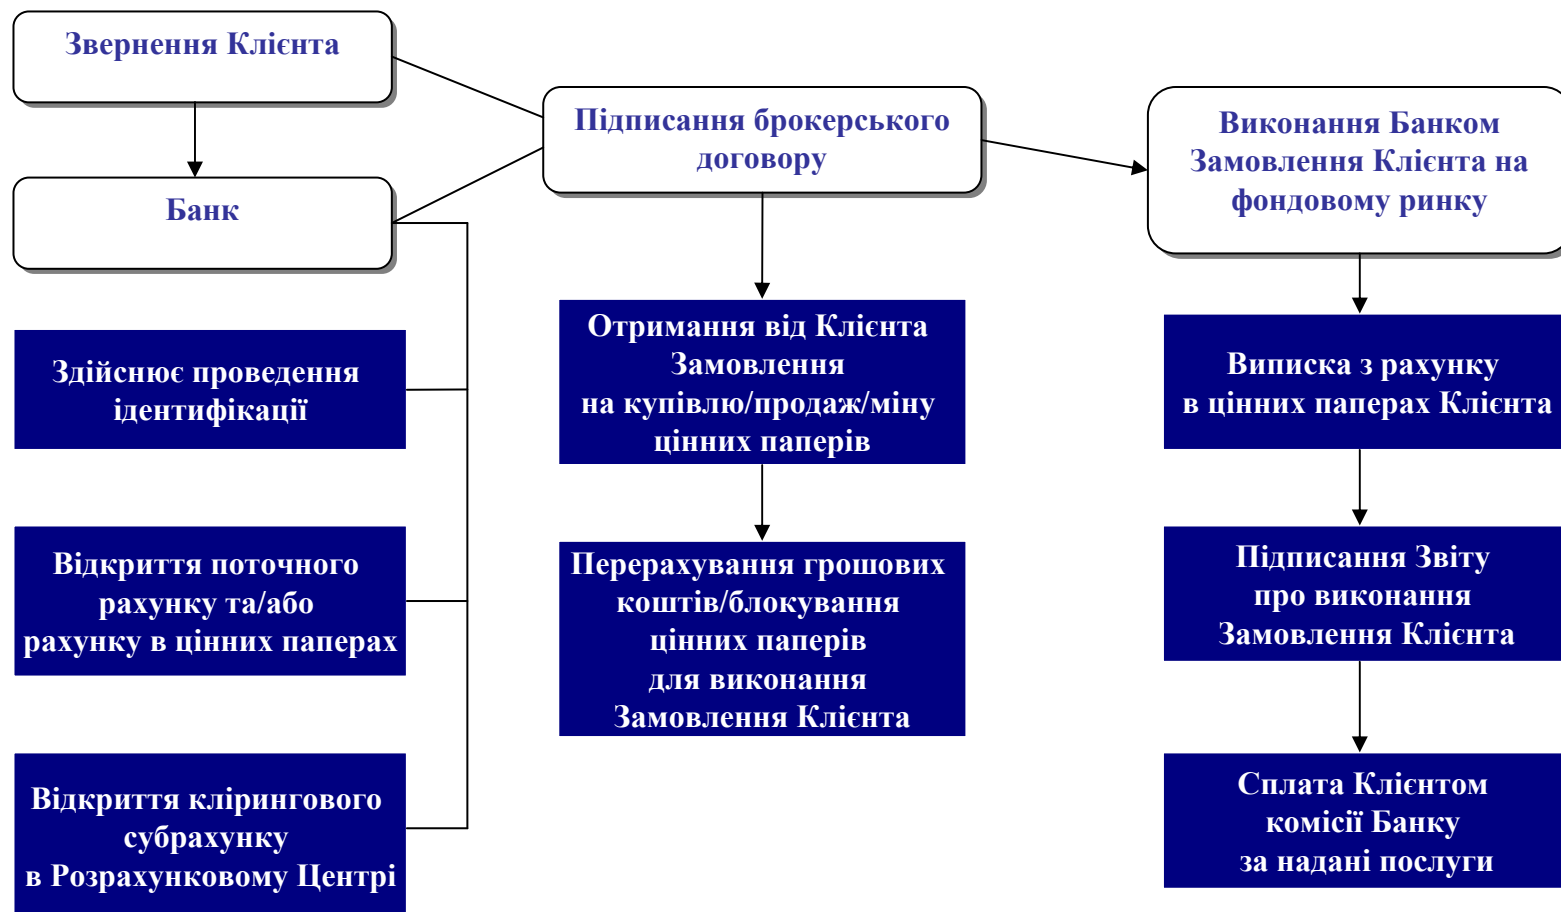 Звернення Клієнта
Банк
Здійснює проведення
ідентифікації
Відкриття поточного
рахунку та/або
рахунку в цінних паперах
Відкриття клірингового
субрахунку
в Розрахунковому Центрі
Підписання брокерського
договору
Отримання від Клієнта
Замовлення
на купівлю/продаж/міну
цінних паперів
Перерахування грошових
коштів/блокування
цінних паперів
для виконання
Замовлення Клієнта
Виконання Банком
Замовлення Клієнта на
фондовому ринку
Виписка з рахунку
в цінних паперах Клієнта
Підписання Звіту
про виконання
Замовлення Клієнта
Сплата Клієнтом
комісії Банку
за надані послуги